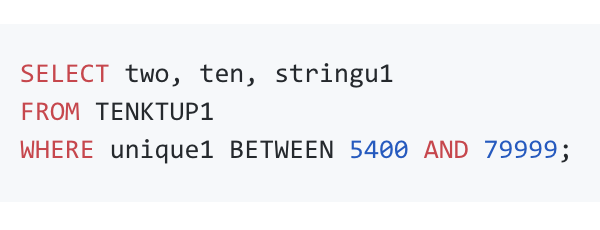 SELECT two, ten, stringu1
FROM TENKTUP1
WHERE unique1 BETWEEN 5400 AND 79999;